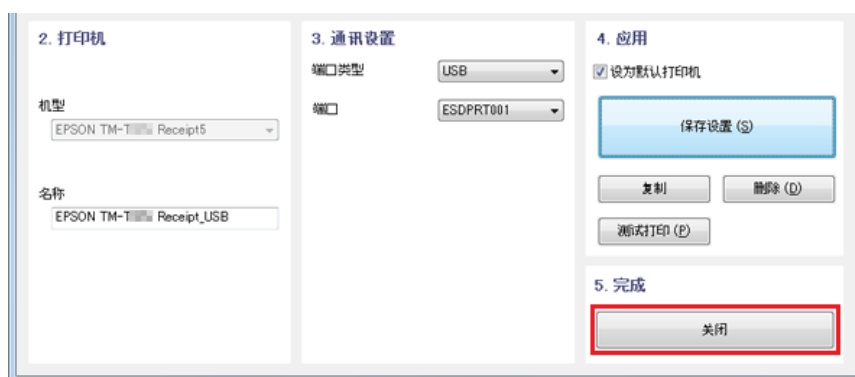 2. 打印机
机型
EPSON TM-T Receipt5
名称
EPSON TM-T Receipt_USB
3. 通讯设置
端口类型
USB
端口
ESDPRT001
4. 应用
设为默认打印机
保存设置 (S)
复制
删除 (D)
测试打印 (P)
5. 完成
关闭